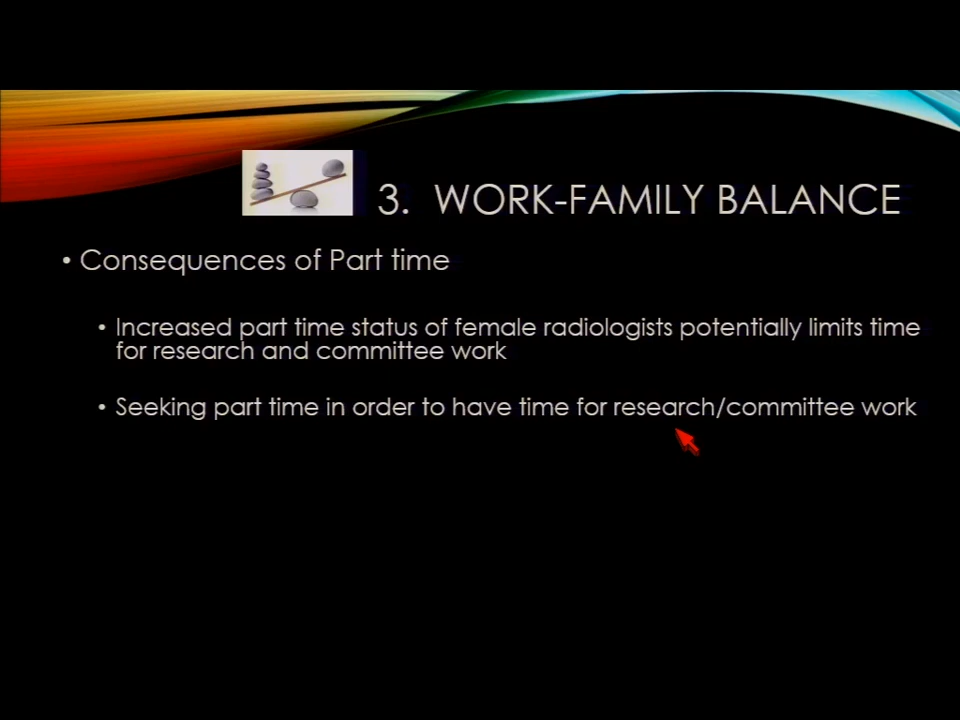 3. WORK-FAMILY BALANCE
• Consequences of Part time
• Increased part time status of female radiologists potentially limits time
for research and committee work
• Seeking part time in order to have time for research/committee work